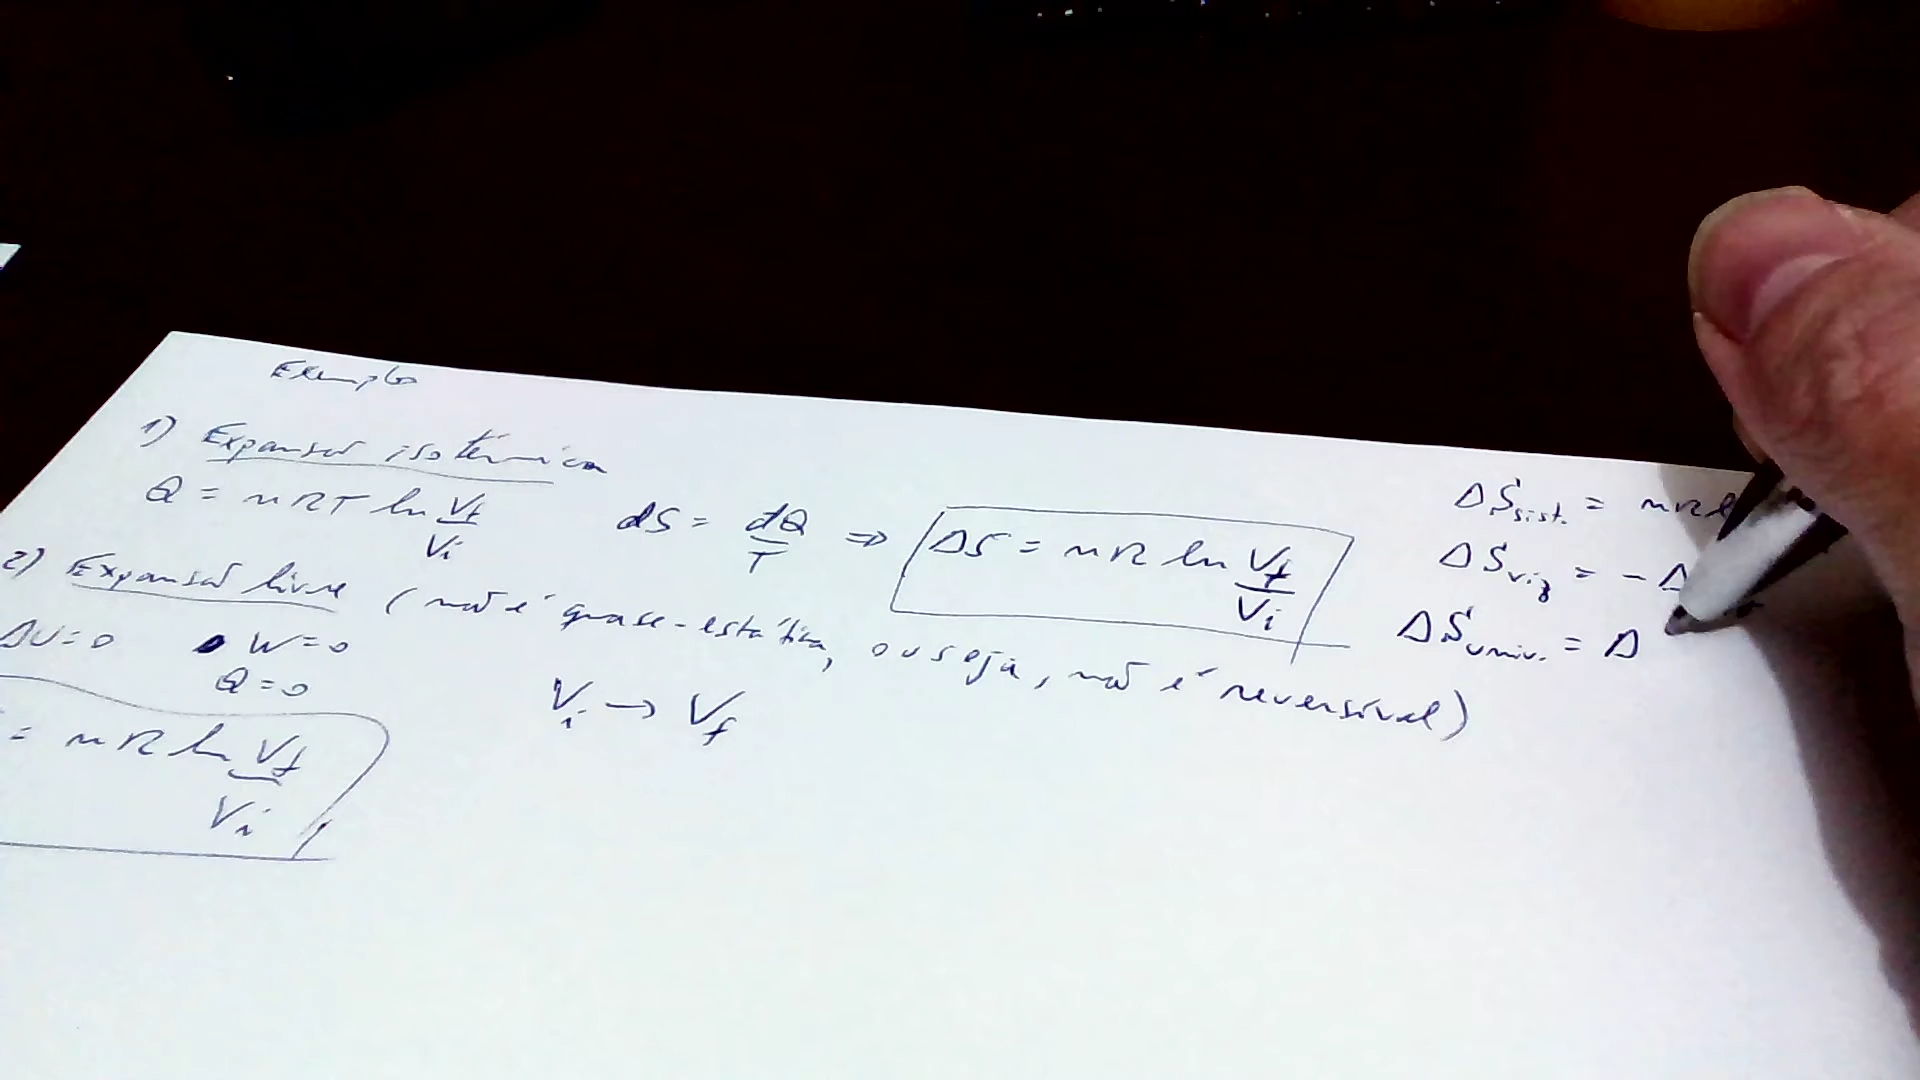 Exemplo
1) Expansão isotérmica
Q = nRT ln Vf/Vi
dS = dQ/T ⇒ ΔS = nR ln Vf/Vi
ΔSsist. = nR
ΔSviz = - Δ
ΔSuniv. = Δ
2) Expansão livre (não é quase-estática, ou seja, não é reversível)
ΔU=0 W=0
Q=0
Vi → Vf
= nR ln Vf/Vi